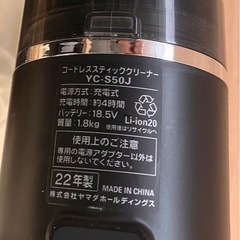 コードレススティッククリーナー
YC-S50J
電源方式:充電式
充電時間:約4時間
バッテリー:18.5V
質量:1.8kg
Li-ion20
使用後はリサイクルへ
使用上のご注意
専用の電源アダプター以外では
使用しないでください。
22年製
MADE IN CHINA
株式会社ヤマダホールディングス